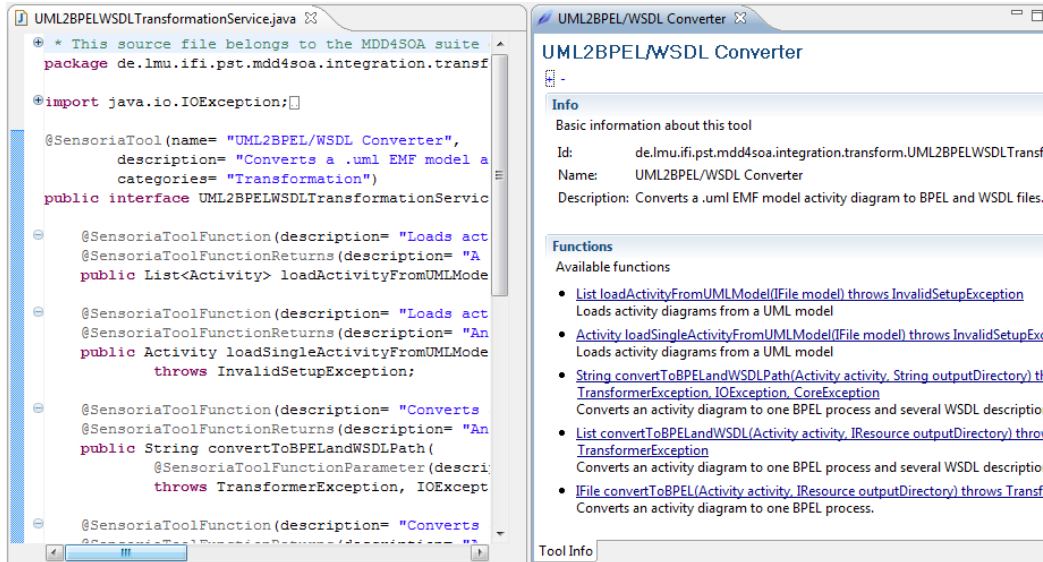 UML2BPELWSDLTransformationService.java
* This source file belongs to the MDD4SOA suite
package de.lmu.ifi.pst.mdd4soa.integration.transf
import java.io.IOException;
@SensoriaTool(name= "UML2BPEL/WSDL Converter",
description= "Converts a .uml EMF model a
categories= "Transformation")
public interface UML2BPELWSDLTransformationServic
@SensoriaToolFunction(description= "Loads act
@SensoriaToolFunctionReturns(description= "A
public List<Activity> loadActivityFromUMLMode
@SensoriaToolFunction(description= "Loads act
@SensoriaToolFunctionReturns(description= "An
public Activity loadSingleActivityFromUMLMode
throws InvalidSetupException;
@SensoriaToolFunction(description= "Converts
@SensoriaToolFunctionReturns(description= "An
public String convertToBPELandWSDLPath(
@SensoriaToolFunctionParameter(descri
throws TransformerException, IOExcept
@SensoriaToolFunction(description= "Converts
@SensoriaToolFunctionReturns(description= "A
UML2BPEL/WSDL Converter
UML2BPEL/WSDL Converter
-
Info
Basic information about this tool
Id: de.lmu.ifi.pst.mdd4soa.integration.transform.UML2BPELWSDLTransf
Name: UML2BPEL/WSDL Converter
Description: Converts a .uml EMF model activity diagram to BPEL and WSDL files.
Functions
Available functions
• List loadActivityFromUMLModel(IFile model) throws InvalidSetupException
Loads activity diagrams from a UML model
• Activity loadSingleActivityFromUMLModel(IFile model) throws InvalidSetupExc
Loads activity diagrams from a UML model
• String convertToBPELandWSDLPath(Activity activity, String outputDirectory) th
TransformerException, IOException, CoreException
Converts an activity diagram to one BPEL process and several WSDL descriptio
• List convertToBPELandWSDL(Activity activity, IResource outputDirectory) throw
TransformerException
Converts an activity diagram to one BPEL process and several WSDL descriptio
• IFile convertToBPEL(Activity activity, IResource outputDirectory) throws Transf
Converts an activity diagram to one BPEL process.
Tool Info